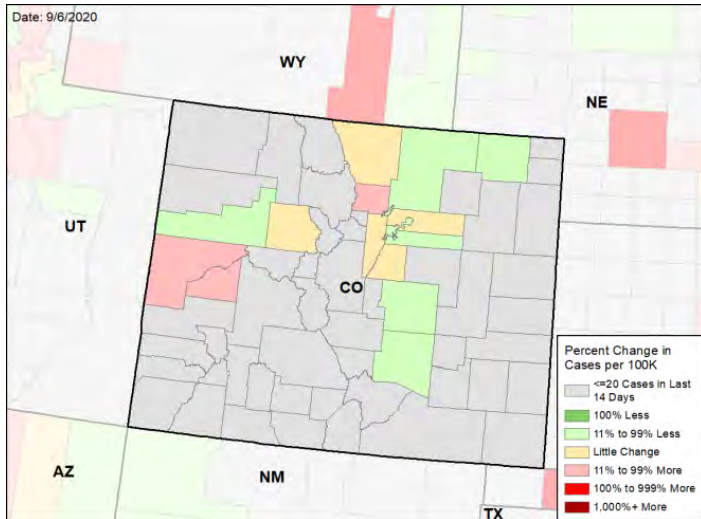 Date: 9/6/2020
WY
NE
UT
CO
AZ
NM
TX
Percent Change in
Cases per 100K
<=20 Cases in Last
14 Days
100% Less
11% to 99% Less
Little Change
11% to 99% More
100% to 999% More
1,000%+ More